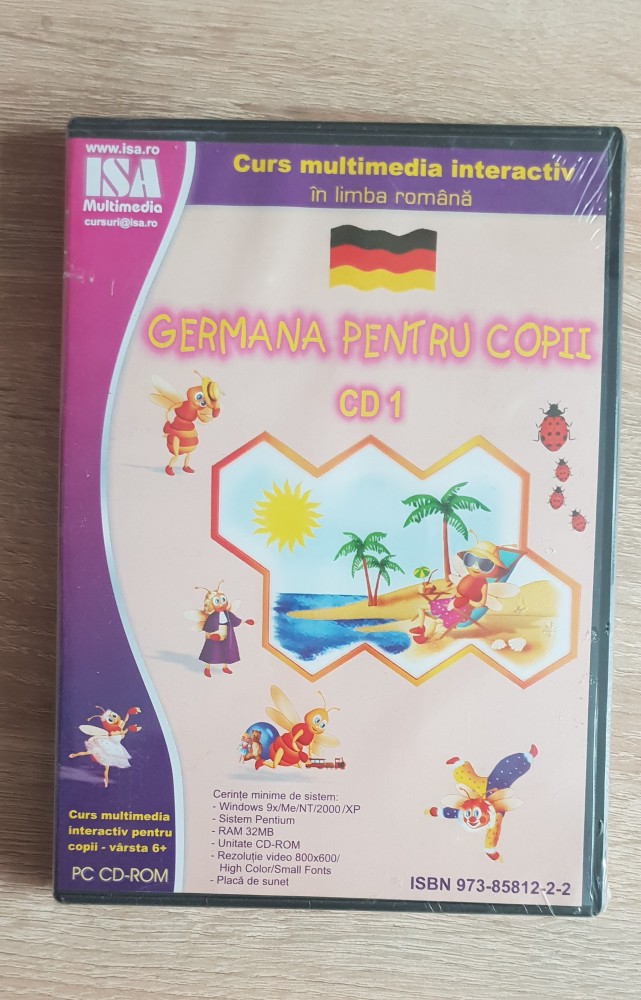 www.isa.ro
ISA
Multimedia
cursuri@isa.ro
Curs multimedia interactiv
în limba română
GERMANA PENTRU COPII
CD 1
Cerințe minime de sistem:
- Windows 9x/Me/NT/2000/XP
- Sistem Pentium
- RAM 32MB
- Unitate CD-ROM
- Rezoluție video 800x600/
High Color/Small Fonts
- Placă de sunet
Curs multimedia
interactiv pentru
copii - vârsta 6+
PC CD-ROM
ISBN 973-85812-2-2